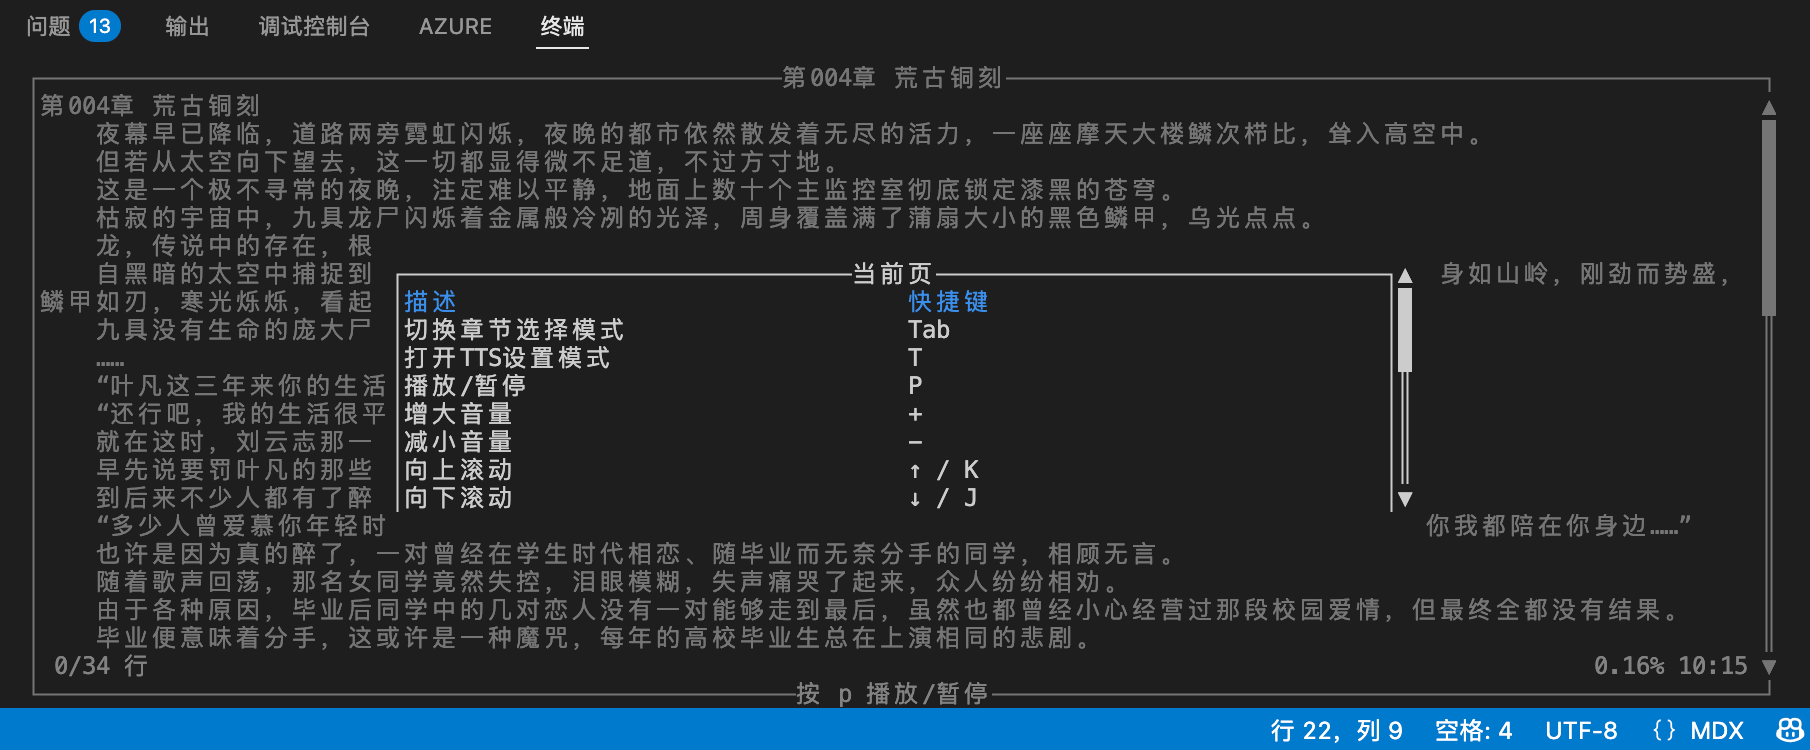 问题 13 输出 调试控制台 AZURE 终端
第004章 荒古铜刻
第004章 荒古铜刻
夜幕早已降临，道路两旁霓虹闪烁，夜晚的都市依然散发着无尽的活力，一座座摩天大楼鳞次栉比，耸入高空中。
但若从太空向下望去，这一切都显得微不足道，不过方寸地。
这是一个极不寻常的夜晚，注定难以平静，地面上数十个主监控室彻底锁定漆黑的苍穹。
枯寂的宇宙中，九具龙尸闪烁着金属般冷冽的光泽，周身覆盖满了蒲扇大小的黑色鳞甲，乌光点点。
龙，传说中的存在，根
自黑暗的太空中捕捉到 当前页 身如山岭，刚劲而势盛，
鳞甲如刃，寒光烁烁，看起 描述 快捷键
九具没有生命的庞大尸 切换章节选择模式 Tab
…… 打开TTS设置模式 T
“叶凡这三年来你的生活 播放/暂停 P
“还行吧，我的生活很平 增大音量 +
就在这时，刘云志那一 减小音量 -
早先说要罚叶凡的那些 向上滚动 ↑ / K
到后来不少人都有了醉 向下滚动 ↓ / J
“多少人曾爱慕你年轻时 你我都陪在你身边……”
也许是因为真的醉了，一对曾经在学生时代相恋、随毕业而无奈分手的同学，相顾无言。
随着歌声回荡，那名女同学竟然失控，泪眼模糊，失声痛哭了起来，众人纷纷相劝。
由于各种原因，毕业后同学中的几对恋人没有一对能够走到最后，虽然也都曾经小心经营过那段校园爱情，但最终全都没有结果。
毕业便意味着分手，这或许是一种魔咒，每年的高校毕业生总在上演相同的悲剧。
0/34 行 0.16% 10:15
按 p 播放/暂停
行 22，列 9 空格: 4 UTF-8 {} MDX